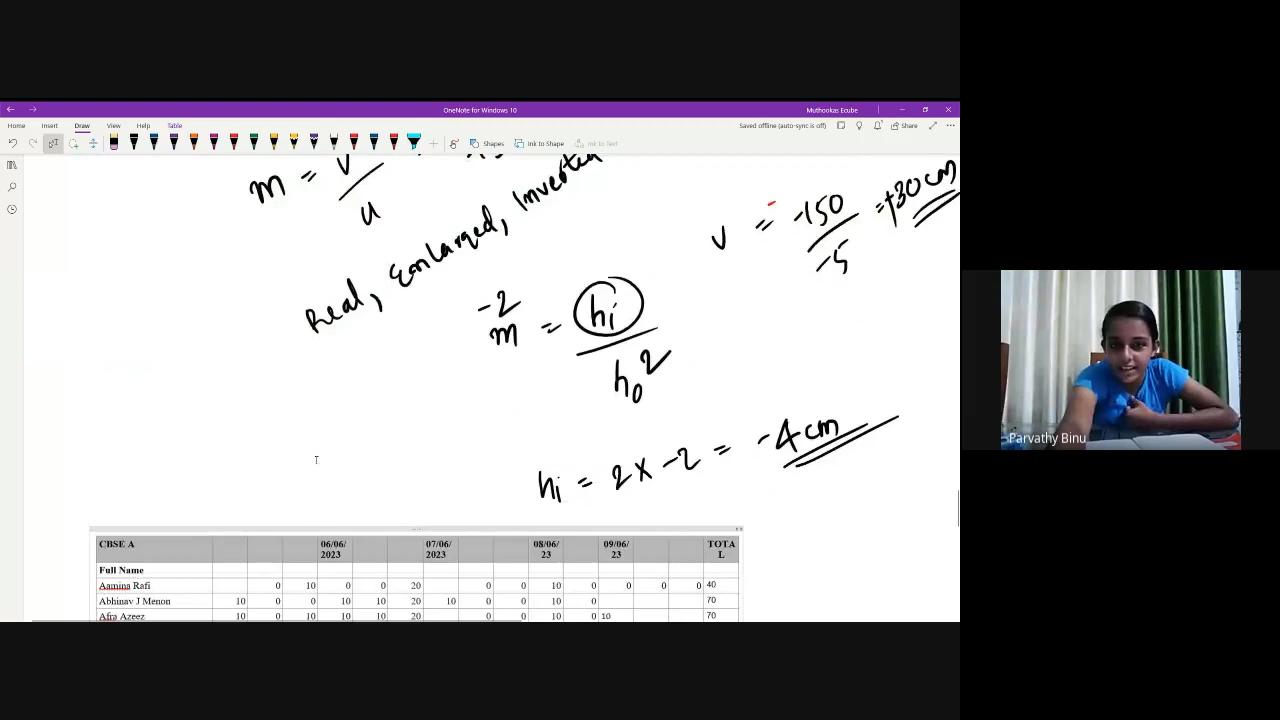 OneNote for Windows 10
Muthookas Ecube
Home Insert Draw View Help Table
Saved offline (auto-sync is off) Share
Shapes Ink to Shape Ink to Text
m = v/u
Real, Enlarged, Inverted
v = -150/-5 = +30cm
-2
m = hi/ho 2
hi = 2 x -2 = -4cm
Parvathy Binu
CBSE A 06/06/2023 07/06/2023 08/06/23 09/06/23 TOTAL
Full Name
Aamina Rafi 0 10 0 0 20 0 0 10 0 0 0 0 40
Abhinav J Menon 10 0 0 10 10 20 10 0 0 10 0 70
Afra Azeez 10 0 10 10 10 20 0 0 10 0 10 70